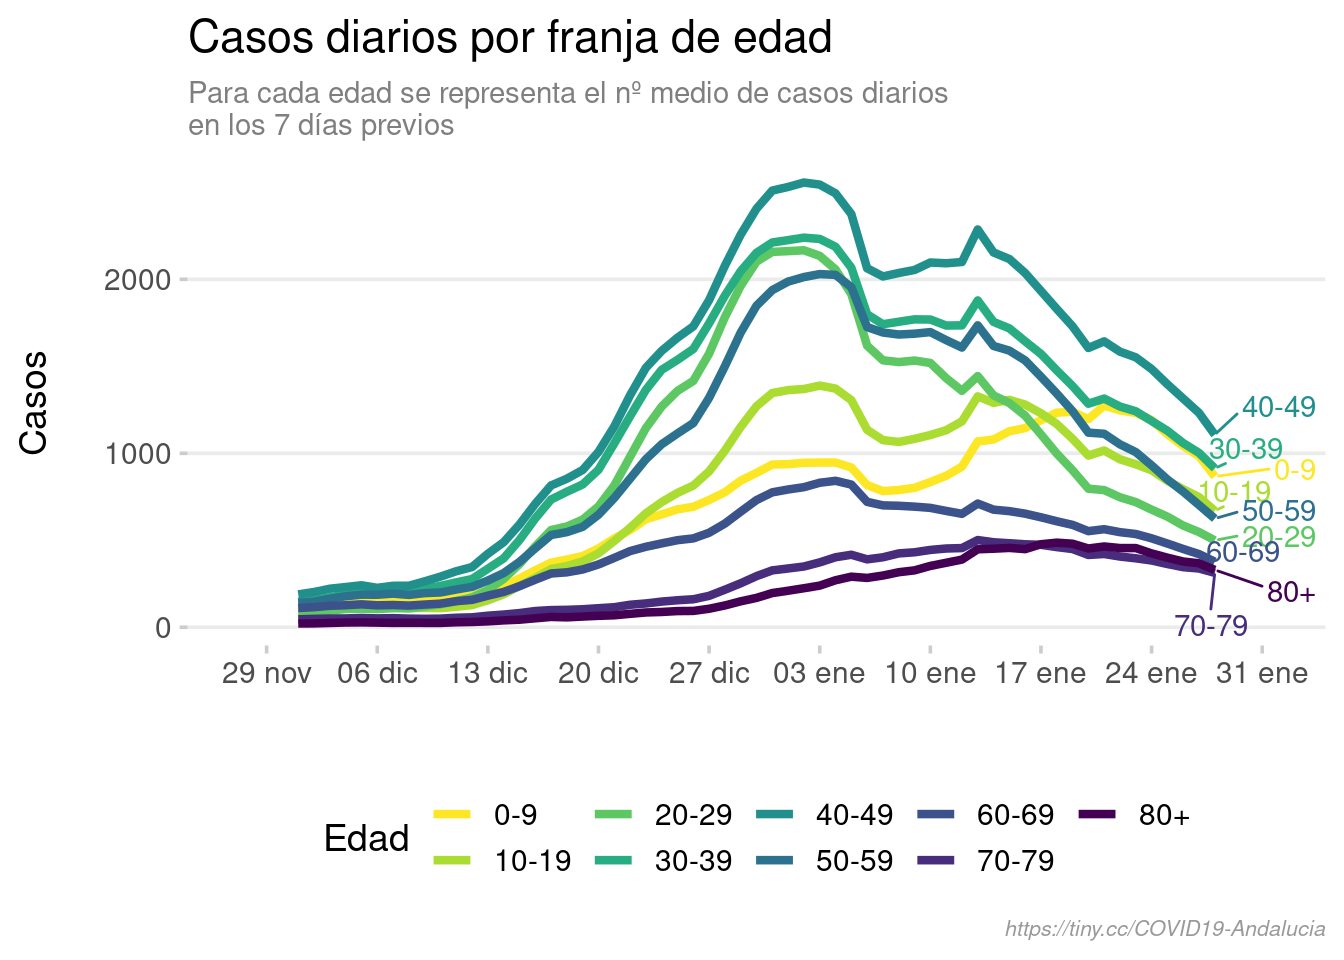 Casos diarios por franja de edad
Para cada edad se representa el nº medio de casos diarios
en los 7 días previos
Casos
2000
1000
0
40-49
30-39
0-9
10-19
50-59
20-29
60-69
80+
70-79
29 nov 06 dic 13 dic 20 dic 27 dic 03 ene 10 ene 17 ene 24 ene 31 ene
Edad
0-9 20-29 40-49 60-69 80+
10-19 30-39 50-59 70-79
https://tiny.cc/COVID19-Andalucia